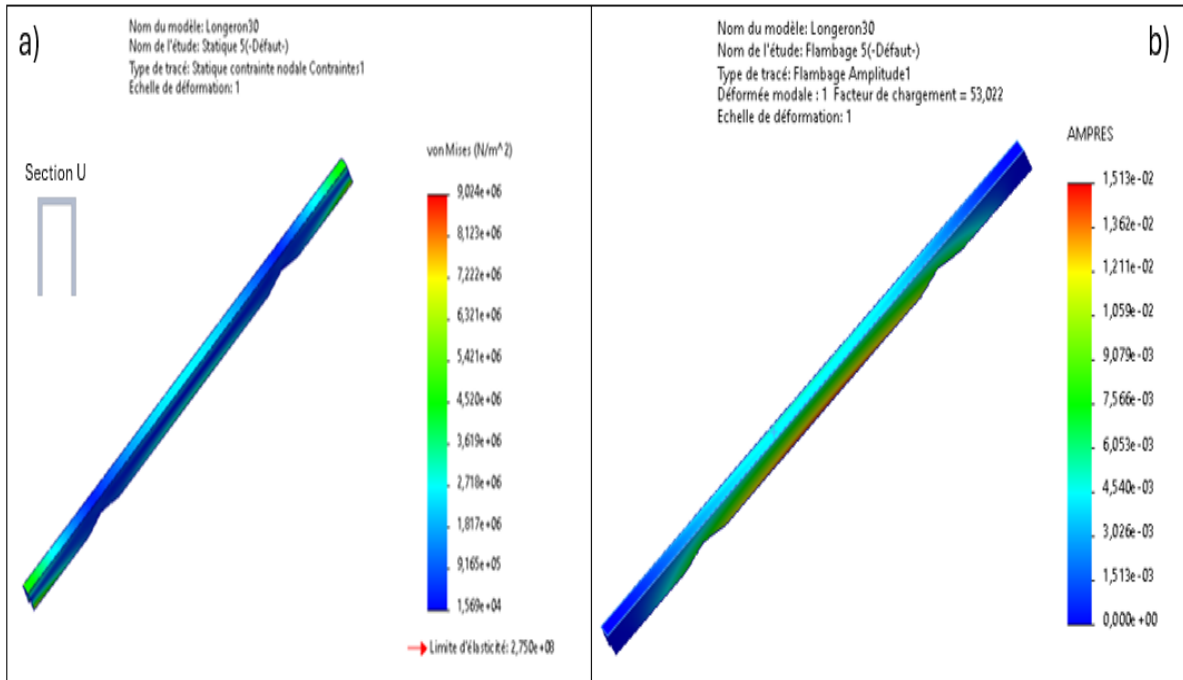 a)
Nom du modèle: Longeron30
Nom de l'étude: Statique 5(-Défaut-)
Type de tracé: Statique contrainte nodale Contraintes1
Echelle de déformation: 1
Section U
von Mises (N/m^2)
9,024e+06
8,123e+06
7,222e+06
6,321e+06
5,421e+06
4,520e+06
3,619e+06
2,718e+06
1,817e+06
9,165e+05
1,569e+04
Limite d'élasticité: 2,750e+08
b)
Nom du modèle: Longeron30
Nom de l'étude: Flambage 5(-Défaut-)
Type de tracé: Flambage Amplitude1
Déformée modale : 1 Facteur de chargement = 53,022
Echelle de déformation: 1
AMPRES
1,513e-02
1,362e-02
1,211e-02
1,059e-02
9,079e-03
7,566e-03
6,053e-03
4,540e-03
3,026e-03
1,513e-03
0,000e+00